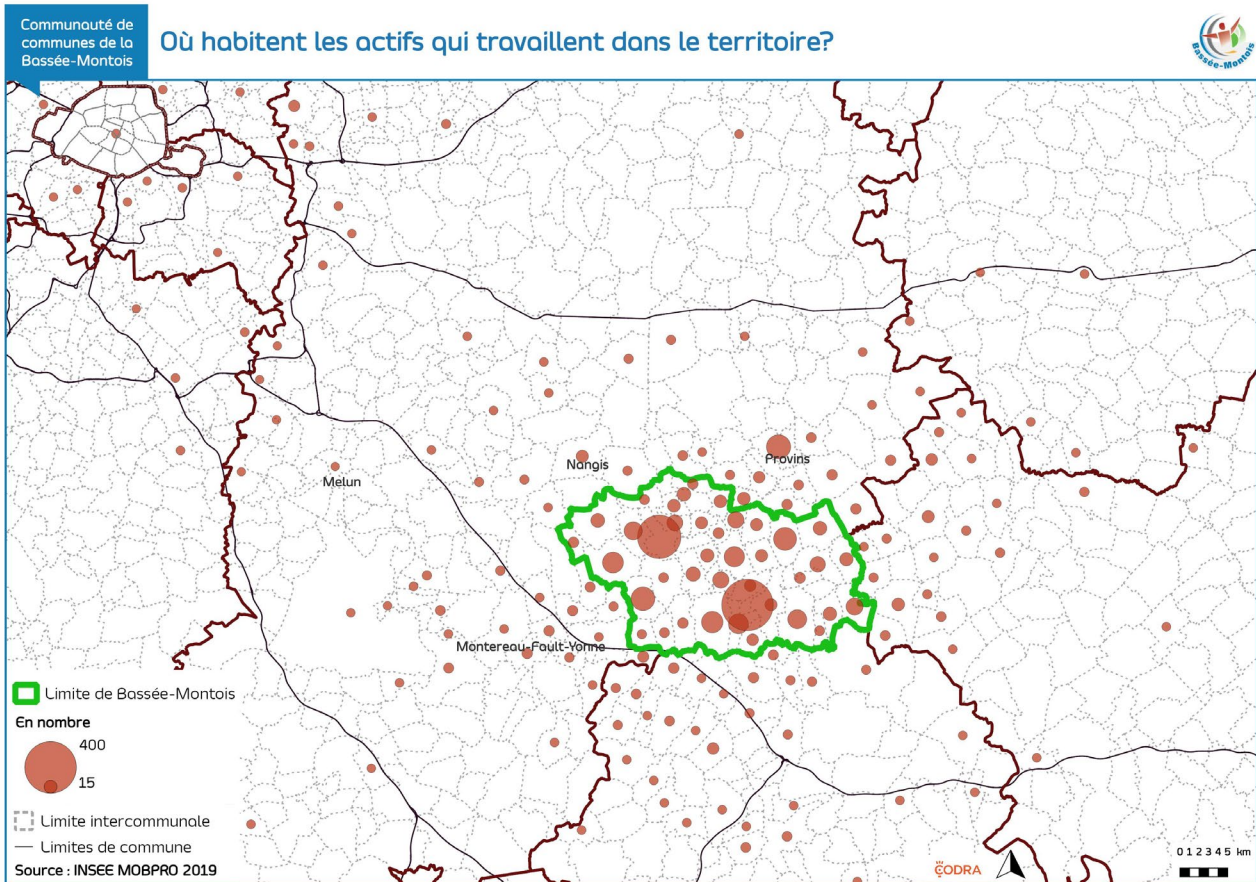 Communauté de
communes de la
Bassée-Montois
Où habitent les actifs qui travaillent dans le territoire?
Bassée-Montois
Nangis
Provins
Melun
Montereau-Fault-Yonne
Limite de Bassée-Montois
En nombre
400
15
Limite intercommunale
Limites de commune
Source : INSEE MOBPRO 2019
CODRA
0 1 2 3 4 5 km